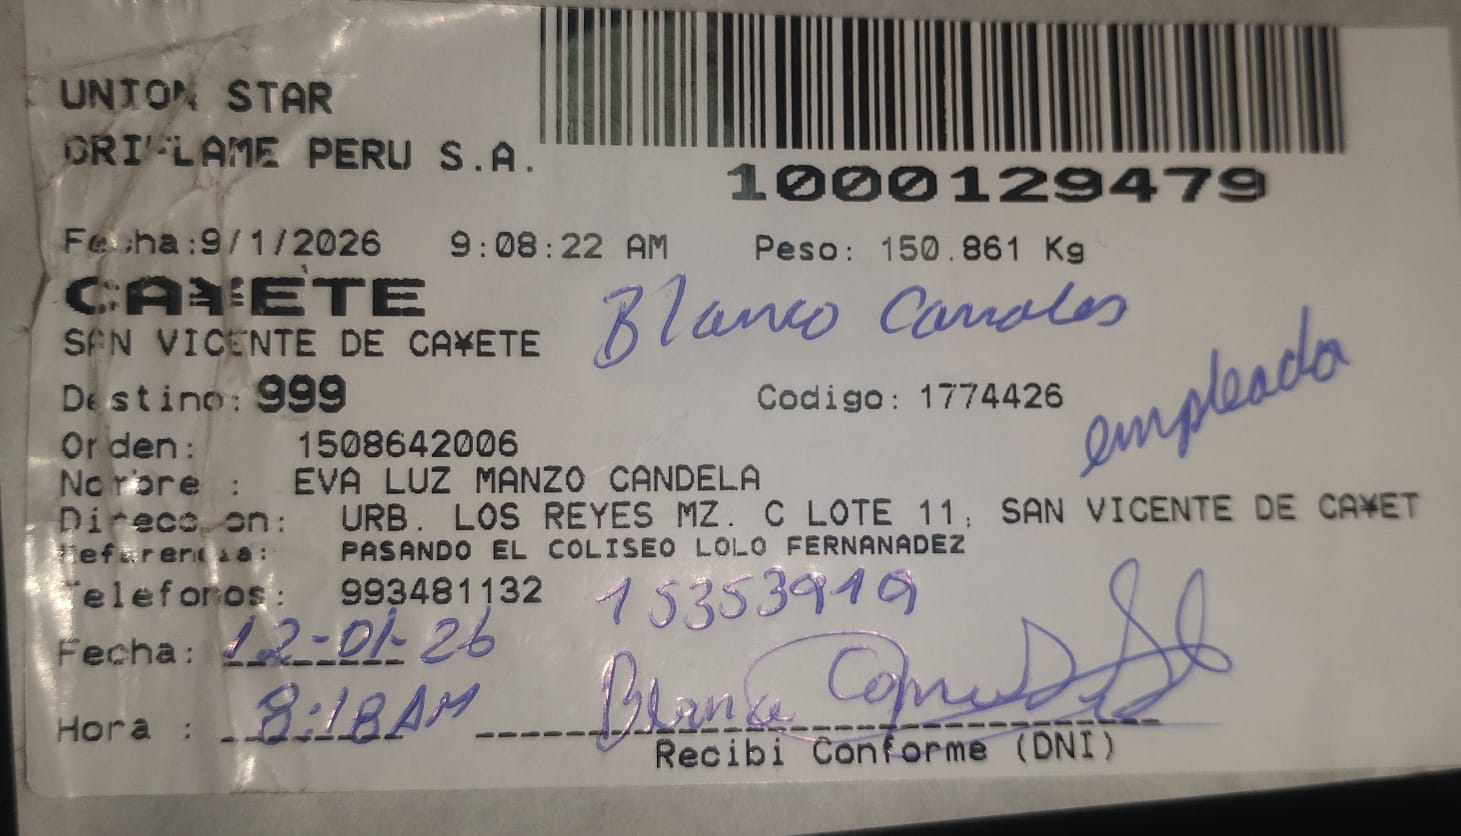 UNION STAR
ORIFLAME PERU S.A.
1000129479
Fecha:9/1/2026 9:08:22 AM Peso: 150.861 Kg
CA¥ETE
SAN VICENTE DE CA¥ETE
Blanco Canales
Destino: 999 Codigo: 1774426
empleada
Orden: 1508642006
Nombre : EVA LUZ MANZO CANDELA
Direccion: URB. LOS REYES MZ. C LOTE 11, SAN VICENTE DE CA¥ET
Referencia: PASANDO EL COLISEO LOLO FERNANADEZ
Telefonos: 993481132 15353919
Fecha: 12-01-26
Hora : 8:18 AM Blanca
Recibi Conforme (DNI)